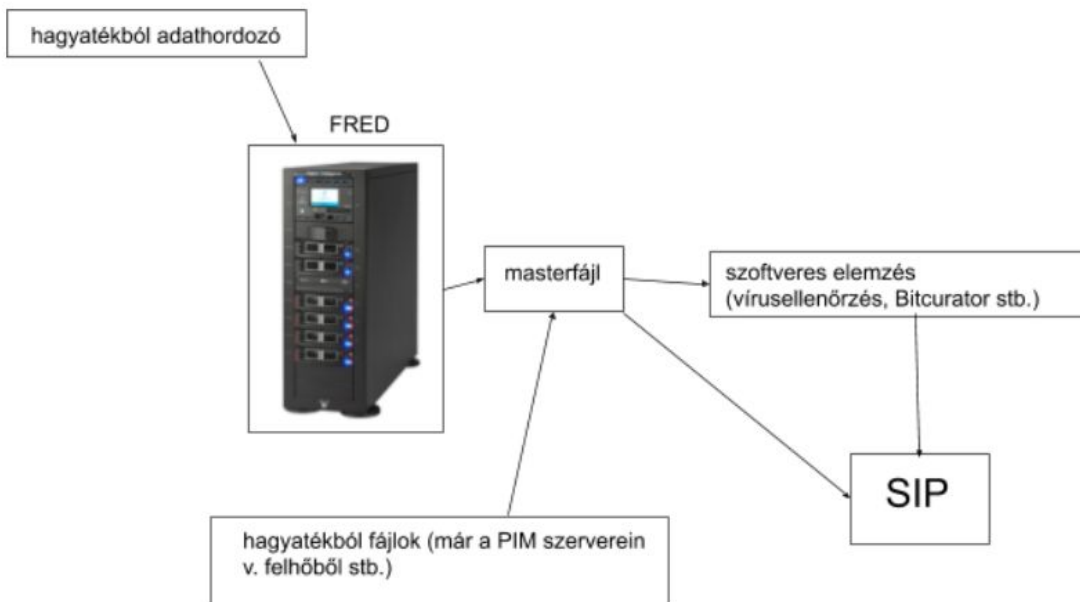 hagyatékból adathordozó
FRED
masterfájl
szoftveres elemzés
(vírusellenőrzés, Bitcurator stb.)
SIP
hagyatékból fájlok (már a PIM szerverein
v. felhőből stb.)